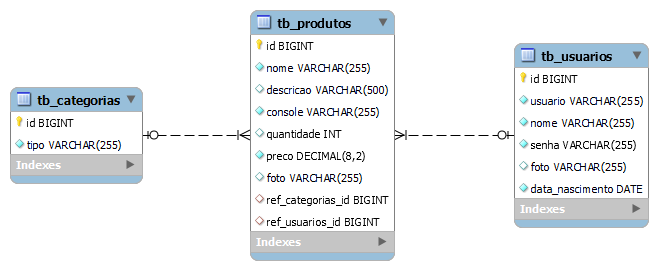 tb_categorias
id BIGINT
tipo VARCHAR(255)
Indexes
tb_produtos
id BIGINT
nome VARCHAR(255)
descricao VARCHAR(500)
console VARCHAR(255)
quantidade INT
preco DECIMAL(8,2)
foto VARCHAR(255)
ref_categorias_id BIGINT
ref_usuarios_id BIGINT
Indexes
tb_usuarios
id BIGINT
usuario VARCHAR(255)
nome VARCHAR(255)
senha VARCHAR(255)
foto VARCHAR(255)
data_nascimento DATE
Indexes